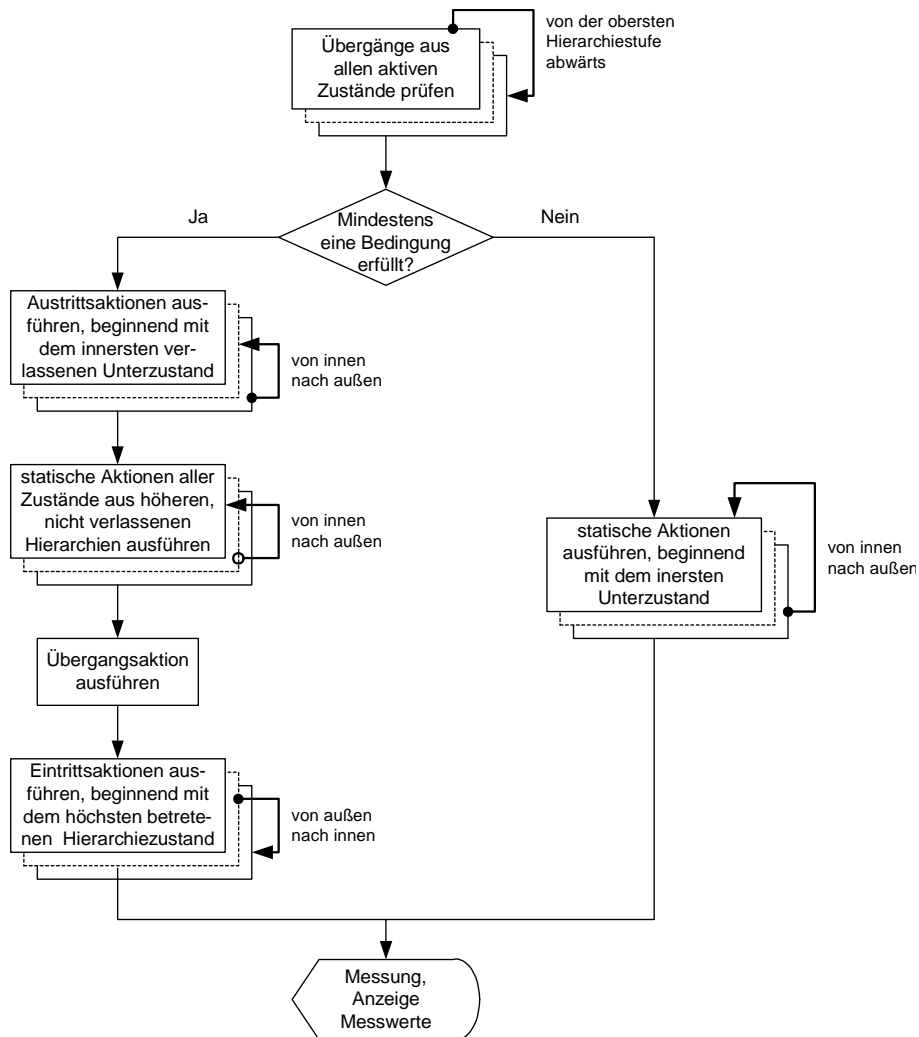 Übergänge aus
allen aktiven
Zustände prüfen
von der obersten
Hierarchiestufe
abwärts
Ja
Mindestens
eine Bedingung
erfüllt?
Nein
Austrittsaktionen aus-
führen, beginnend mit
dem innersten ver-
lassenen Unterzustand
von innen
nach außen
statische Aktionen aller
Zustände aus höheren,
nicht verlassenen
Hierarchien ausführen
von innen
nach außen
statische Aktionen
ausführen, beginnend
mit dem inersten
Unterzustand
von innen
nach außen
Übergangsaktion
ausführen
Eintrittsaktionen aus-
führen, beginnend mit
dem höchsten betrete-
nen Hierarchiezustand
von außen
nach innen
Messung,
Anzeige
Messwerte